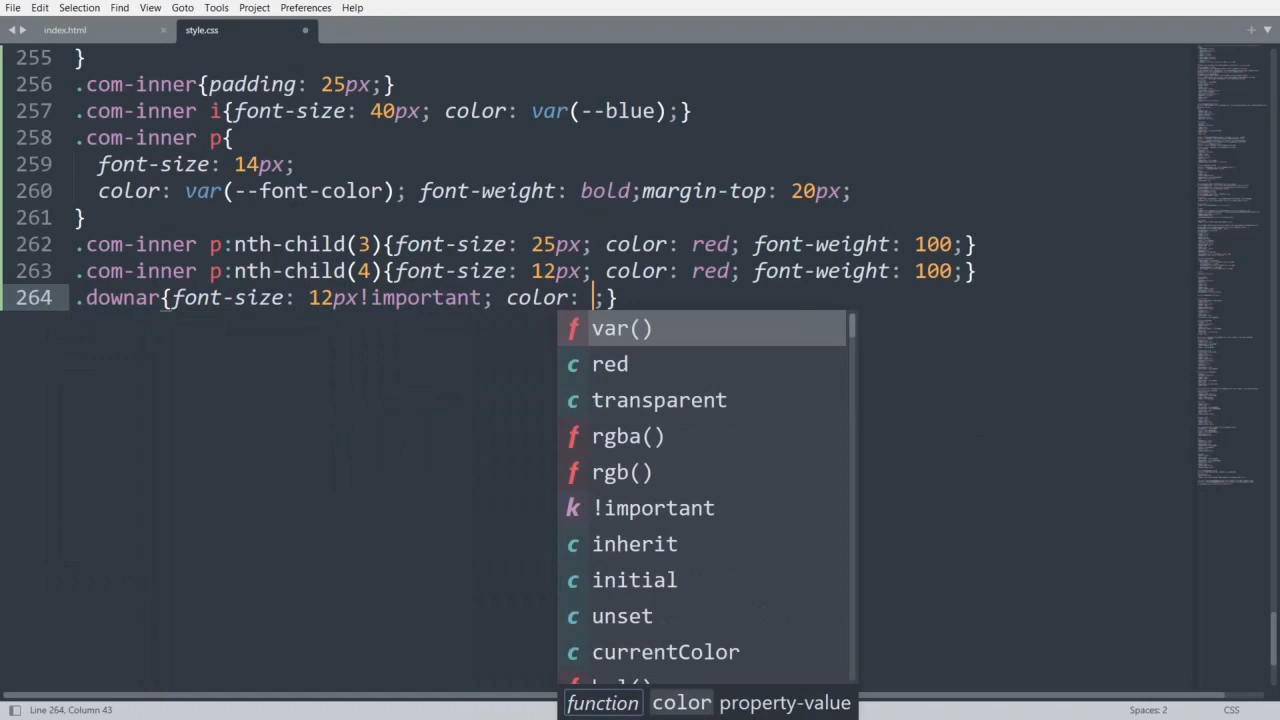 File Edit Selection Find View Goto Tools Project Preferences Help
index.html style.css
255 }
256 .com-inner{padding: 25px;}
257 .com-inner i{font-size: 40px; color: var(--blue);}
258 .com-inner p{
259 font-size: 14px;
260 color: var(--font-color); font-weight: bold;margin-top: 20px;
261 }
262 .com-inner p:nth-child(3){font-size: 25px; color: red; font-weight: 100;}
263 .com-inner p:nth-child(4){font-size: 12px; color: red; font-weight: 100;}
264 .downar{font-size: 12px!important; color: ;}
f var()
c red
c transparent
f rgba()
f rgb()
k !important
c inherit
c initial
c unset
c currentColor
function color property-value
Line 264, Column 43 Spaces: 2 CSS